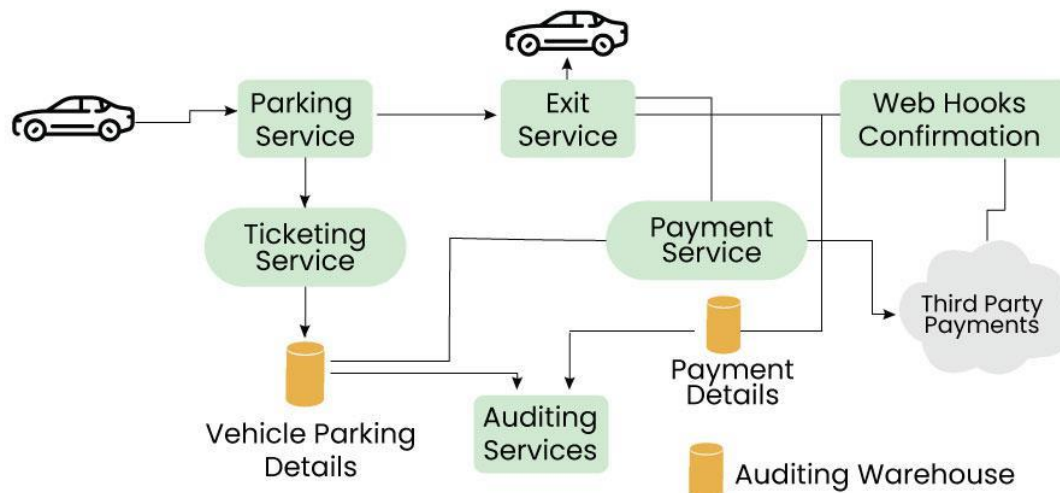 Parking
Service
Exit
Service
Web Hooks
Confirmation
Ticketing
Service
Payment
Service
Third Party
Payments
Payment
Details
Vehicle Parking
Details
Auditing
Services
Auditing Warehouse